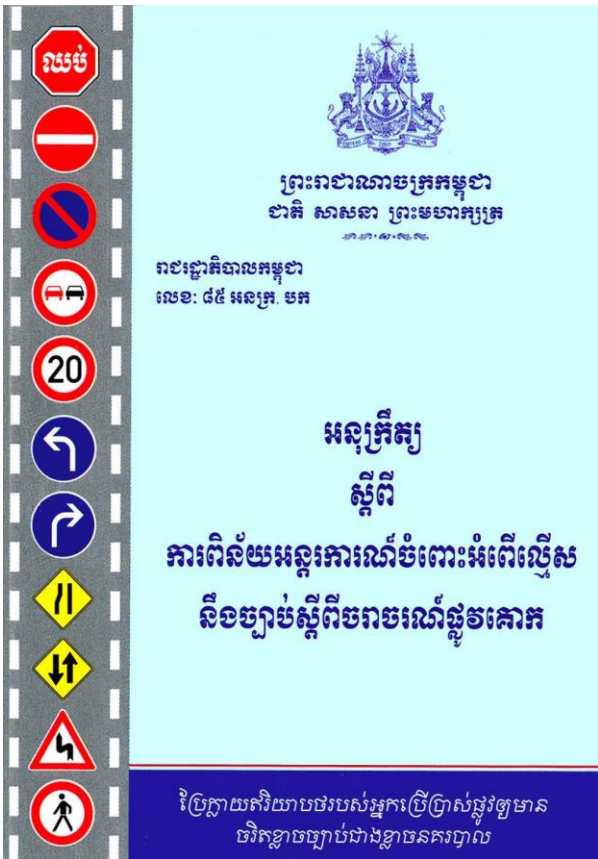 ឈប់
20
ព្រះរាជាណាចក្រកម្ពុជា
ជាតិ សាសនា ព្រះមហាក្សត្រ
រាជរដ្ឋាភិបាលកម្ពុជា
លេខ: ៨៥ អនក្រ. បក
អនុក្រឹត្យ
ស្តីពី
ការពិន័យអន្តរការណ៍ចំពោះអំពើល្មើស
នឹងច្បាប់ស្តីពីចរាចរណ៍ផ្លូវគោក
ប្រែក្លាយឥរិយាបថរបស់អ្នកប្រើប្រាស់ផ្លូវឲ្យមាន
ចរិតខ្លាចច្បាប់ជាងខ្លាចនគរបាល